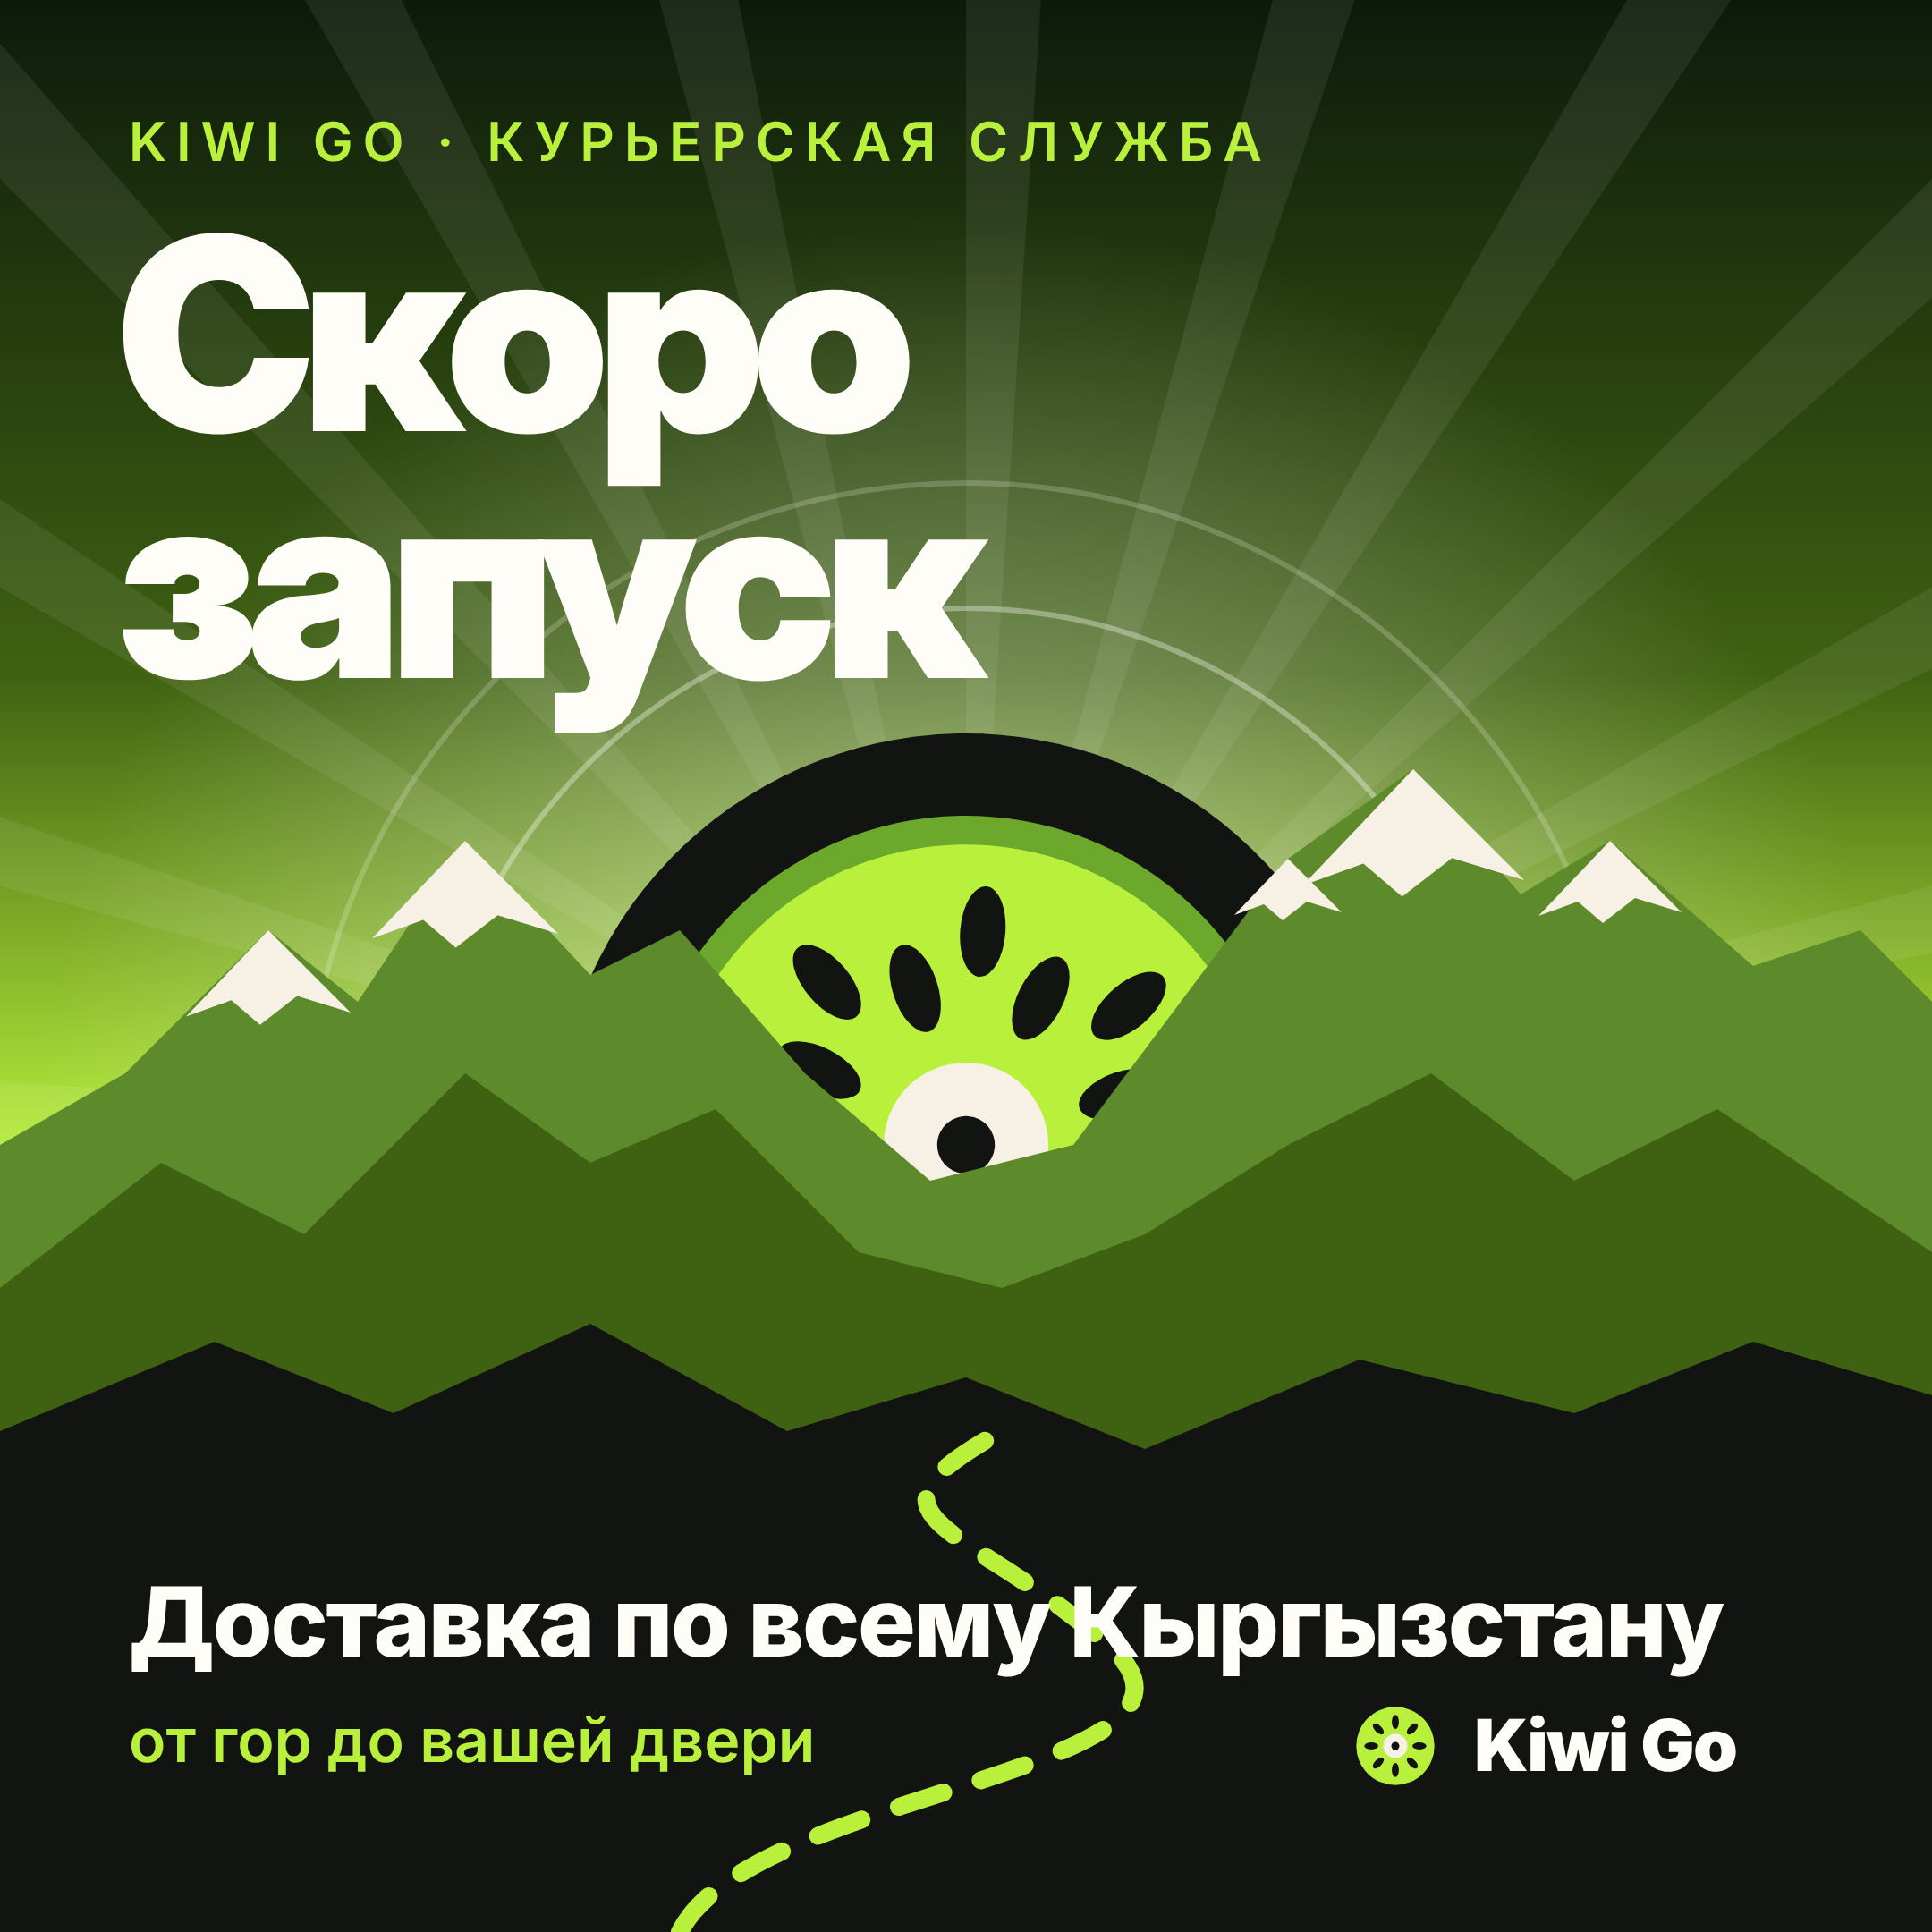 KIWI GO · КУРЬЕРСКАЯ СЛУЖБА
Скоро
запуск
Доставка по всему Кыргызстану
от гор до вашей двери
Kiwi Go